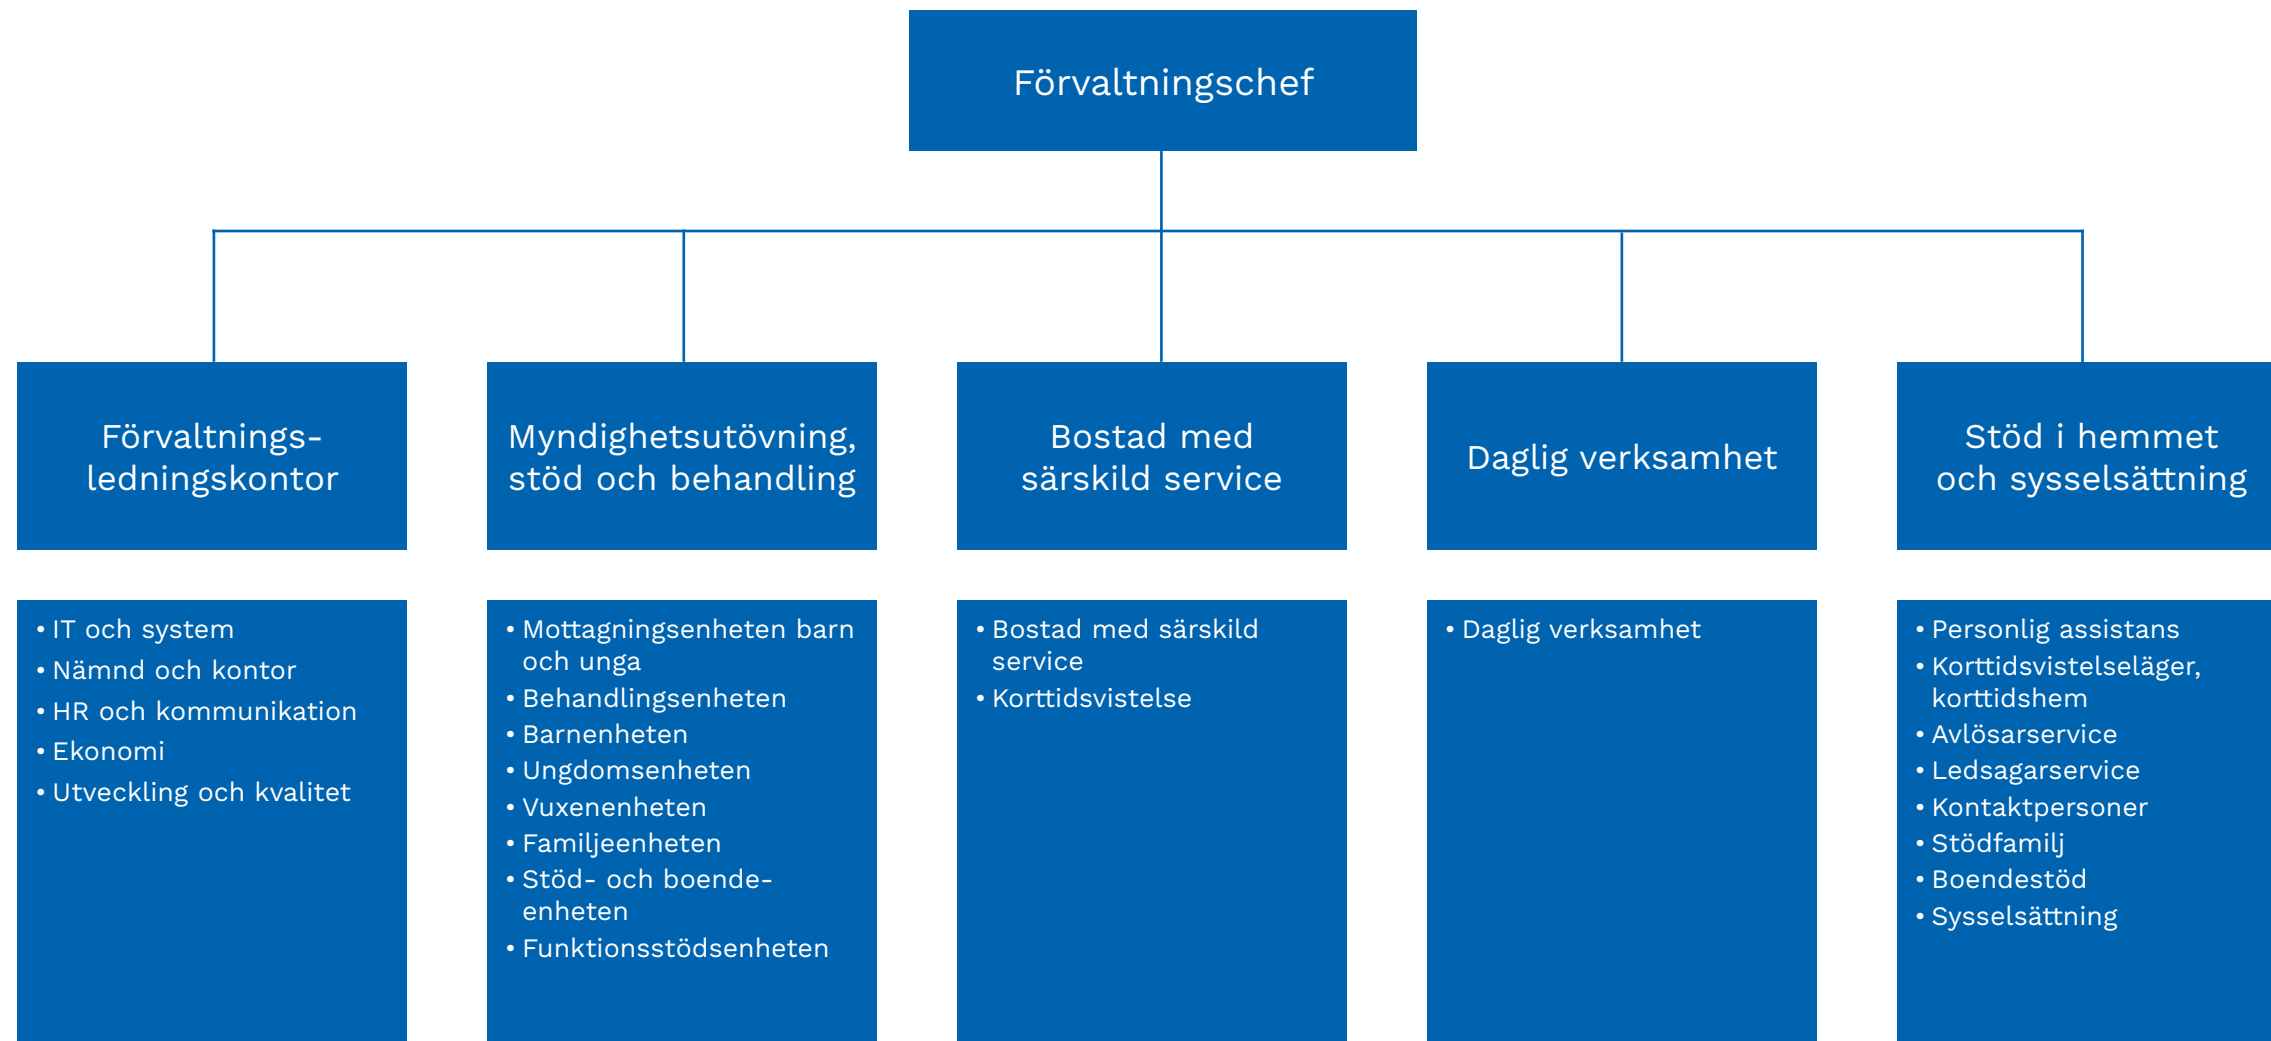 Förvaltningschef
Förvaltnings-
ledningskontor
Myndighetsutövning,
stöd och behandling
Bostad med
särskild service
Daglig verksamhet
Stöd i hemmet
och sysselsättning
• IT och system
• Nämnd och kontor
• HR och kommunikation
• Ekonomi
• Utveckling och kvalitet
• Mottagningsenheten barn
och unga
• Behandlingsenheten
• Barnenheten
• Ungdomsenheten
• Vuxenenheten
• Familjeenheten
• Stöd- och boende-
enheten
• Funktionsstödsenheten
• Bostad med särskild
service
• Korttidsvistelse
• Daglig verksamhet
• Personlig assistans
• Korttidsvistelseläger,
korttidshem
• Avlösarservice
• Ledsagarservice
• Kontaktpersoner
• Stödfamilj
• Boendestöd
• Sysselsättning